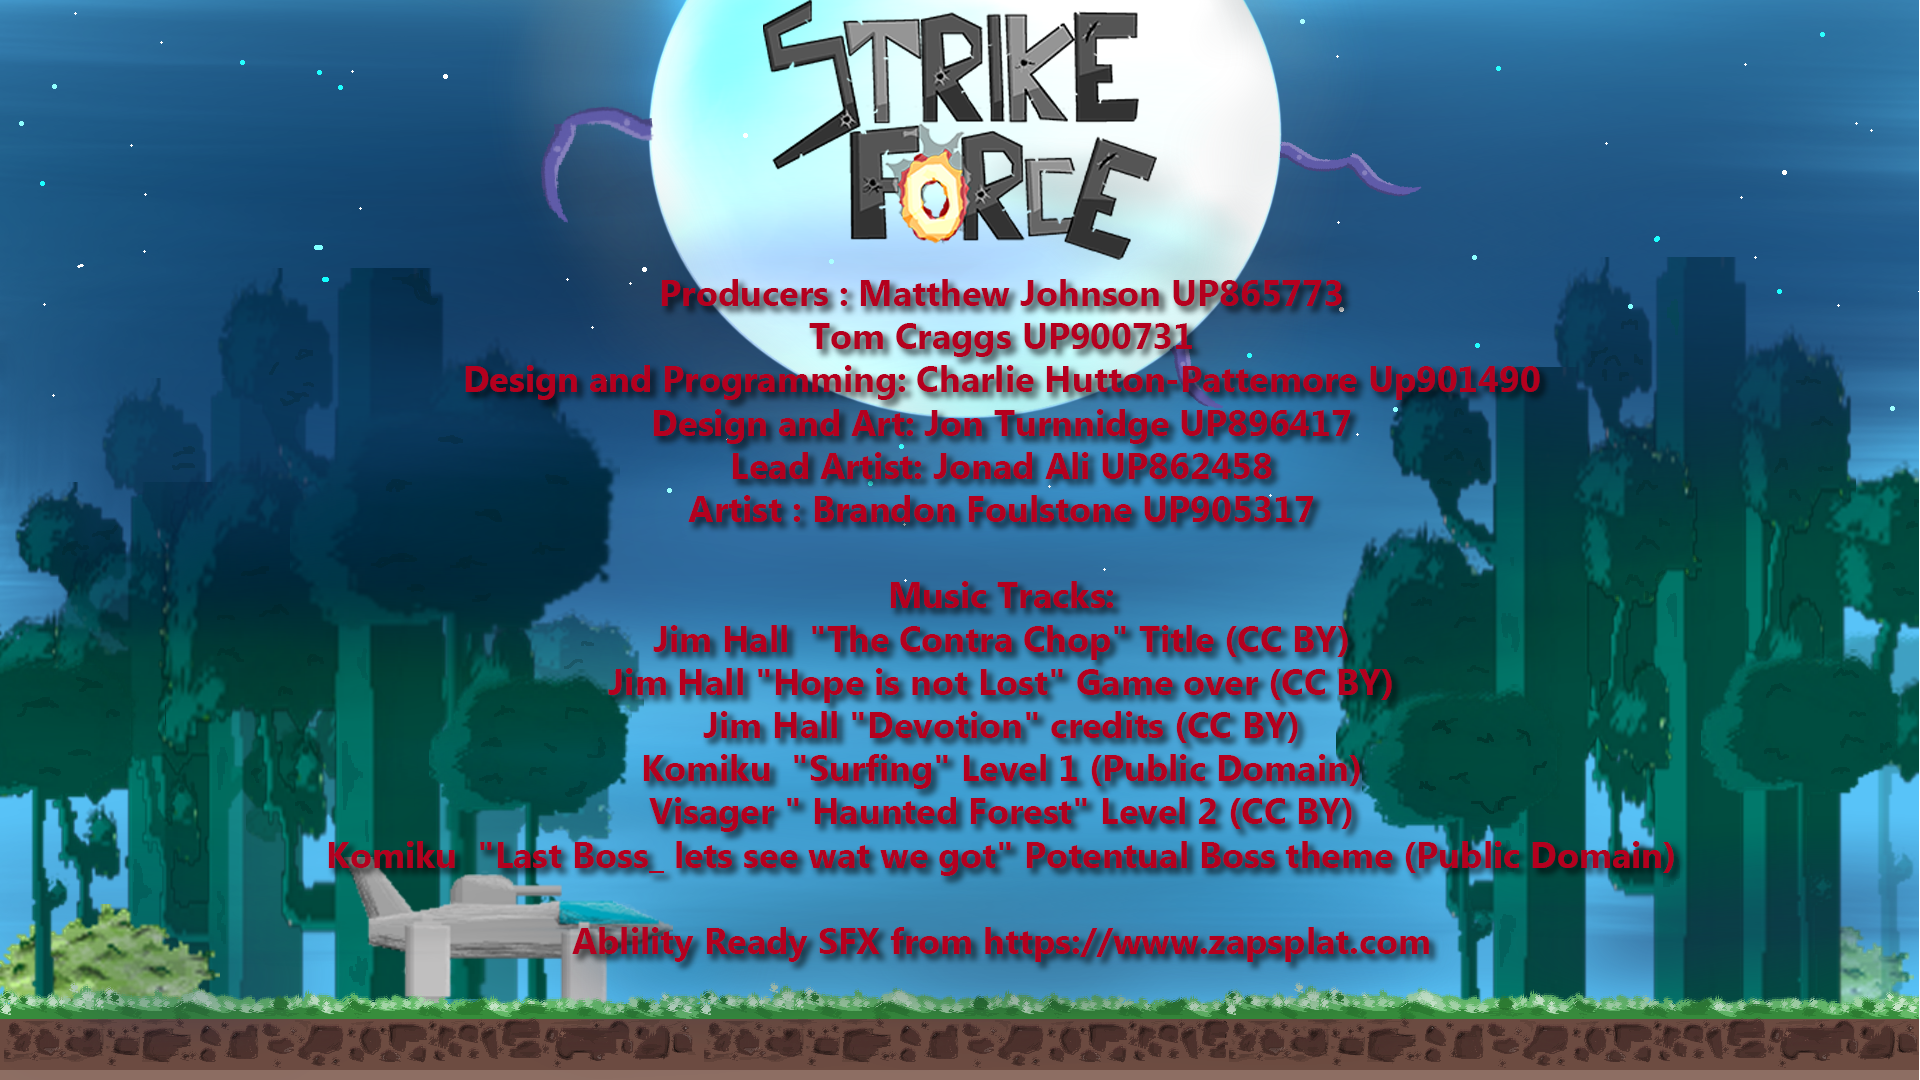 STRIKE
FORCE
Producers : Matthew Johnson UP865773
Tom Craggs UP900731
Design and Programming: Charlie Hutton-Pattemore Up901490
Design and Art: Jon Turnnidge UP896417
Lead Artist: Jonad Ali UP862458
Artist : Brandon Foulstone UP905317
Music Tracks:
Jim Hall  "The Contra Chop" Title (CC BY)
Jim Hall "Hope is not Lost" Game over (CC BY)
Jim Hall "Devotion" credits (CC BY)
Komiku  "Surfing" Level 1 (Public Domain)
Visager " Haunted Forest" Level 2 (CC BY)
Komiku  "Last Boss_ lets see wat we got" Potentual Boss theme (Public Domain)
Ablility Ready SFX from https://www.zapsplat.com